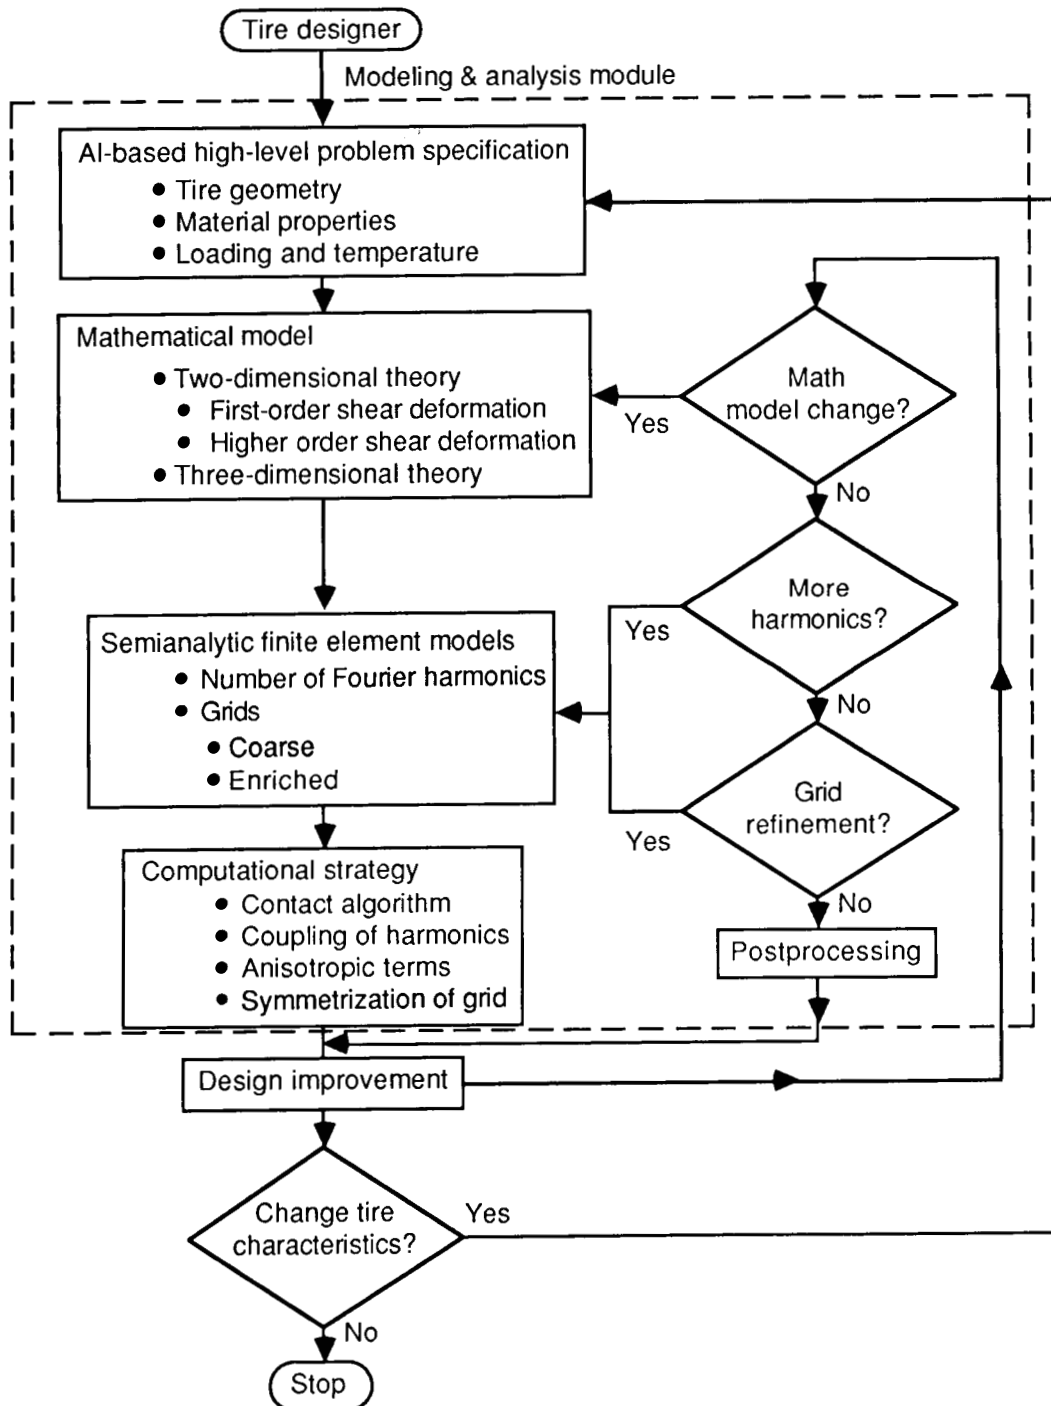 Tire designer
Modeling & analysis module
AI-based high-level problem specification
• Tire geometry
• Material properties
• Loading and temperature
Mathematical model
• Two-dimensional theory
• First-order shear deformation
• Higher order shear deformation
• Three-dimensional theory
Math
model change?
Yes
No
More
harmonics?
Yes
No
Semianalytic finite element models
• Number of Fourier harmonics
• Grids
• Coarse
• Enriched
Grid
refinement?
Yes
No
Computational strategy
• Contact algorithm
• Coupling of harmonics
• Anisotropic terms
• Symmetrization of grid
Postprocessing
Design improvement
Change tire
characteristics?
Yes
No
Stop